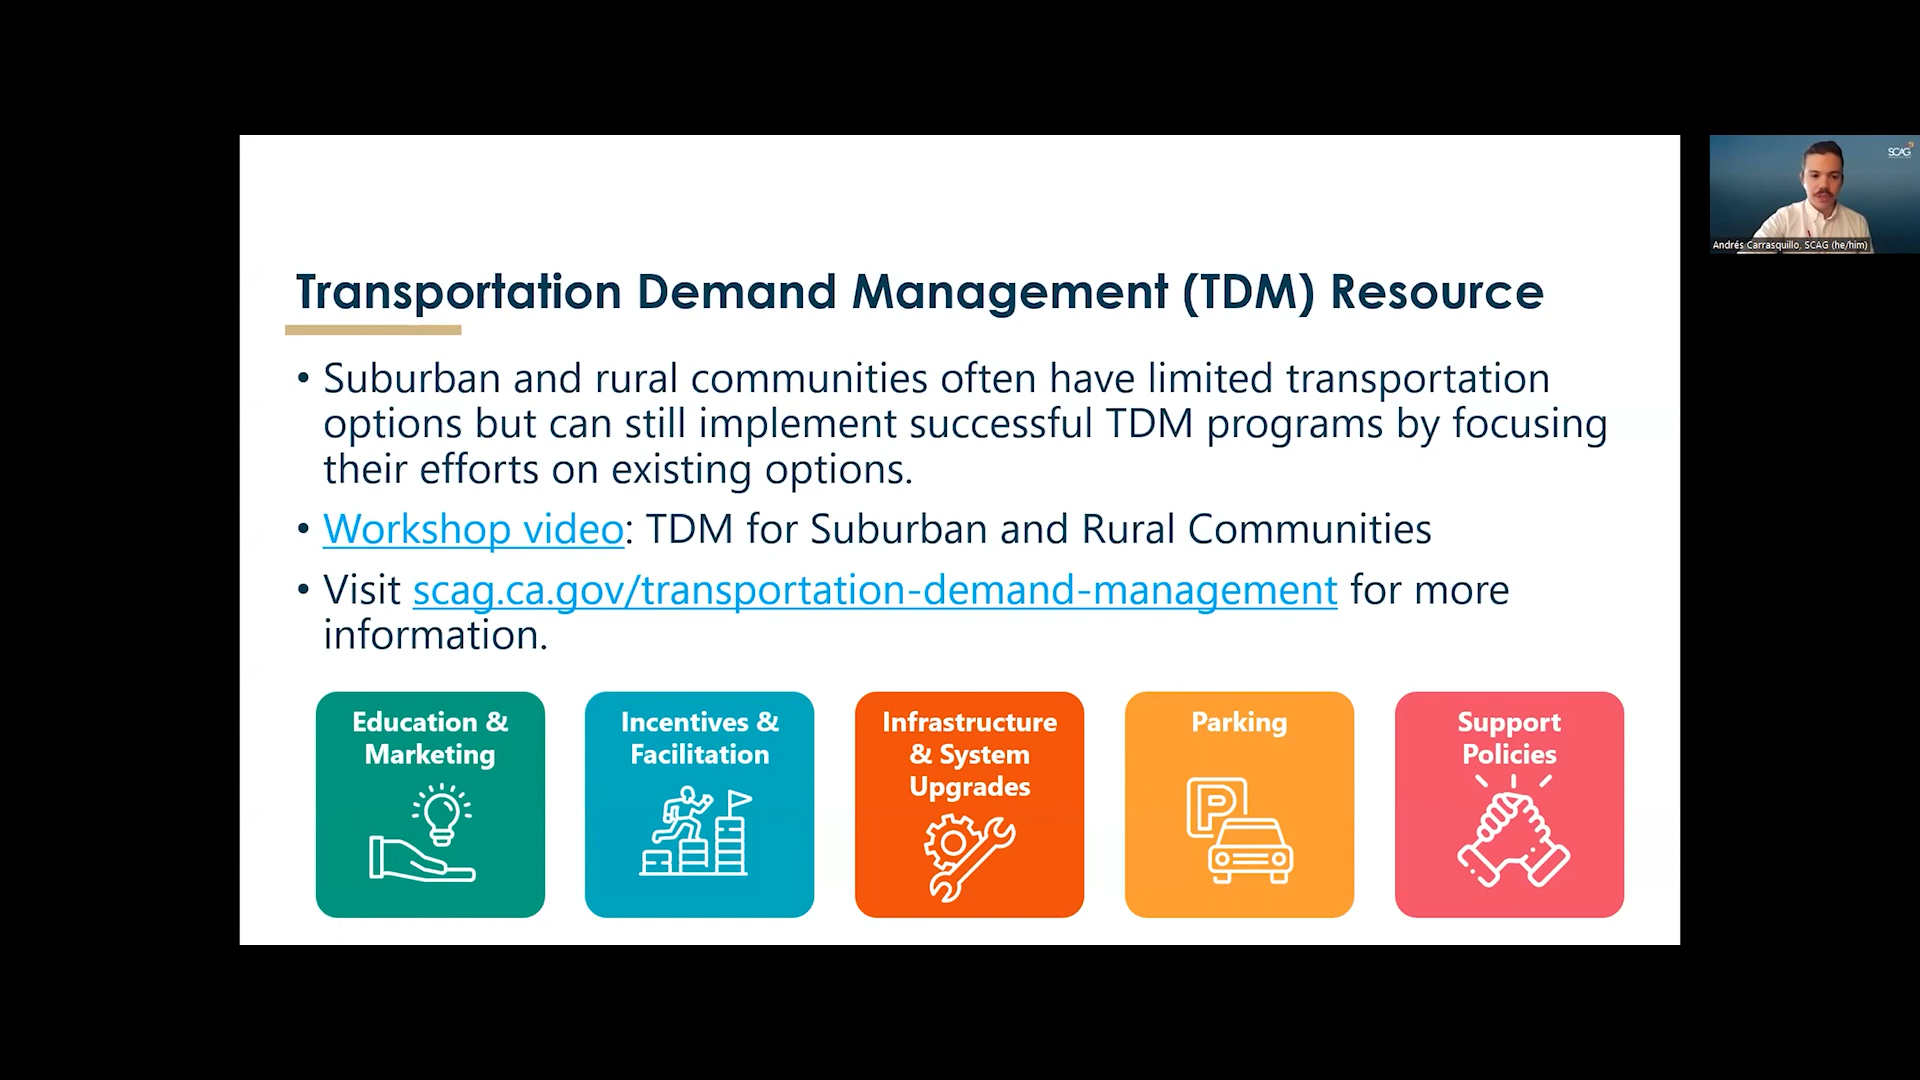 Transportation Demand Management (TDM) Resource
• Suburban and rural communities often have limited transportation
options but can still implement successful TDM programs by focusing
their efforts on existing options.
• Workshop video: TDM for Suburban and Rural Communities
• Visit scag.ca.gov/transportation-demand-management for more
information.
Education &
Marketing
Incentives &
Facilitation
Infrastructure
& System
Upgrades
Parking
P
Support
Policies
SCAG
Andrés Carrasquillo, SCAG (he/him)